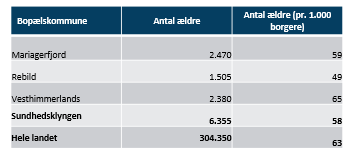 Bopælskommune Antal ældre Antal ældre (pr. 1.000
borgere)
Mariagerfjord 2.470 59
Rebild 1.505 49
Vesthimmerlands 2.380 65
Sundhedsklyngen 6.355 58
Hele landet 304.350 63